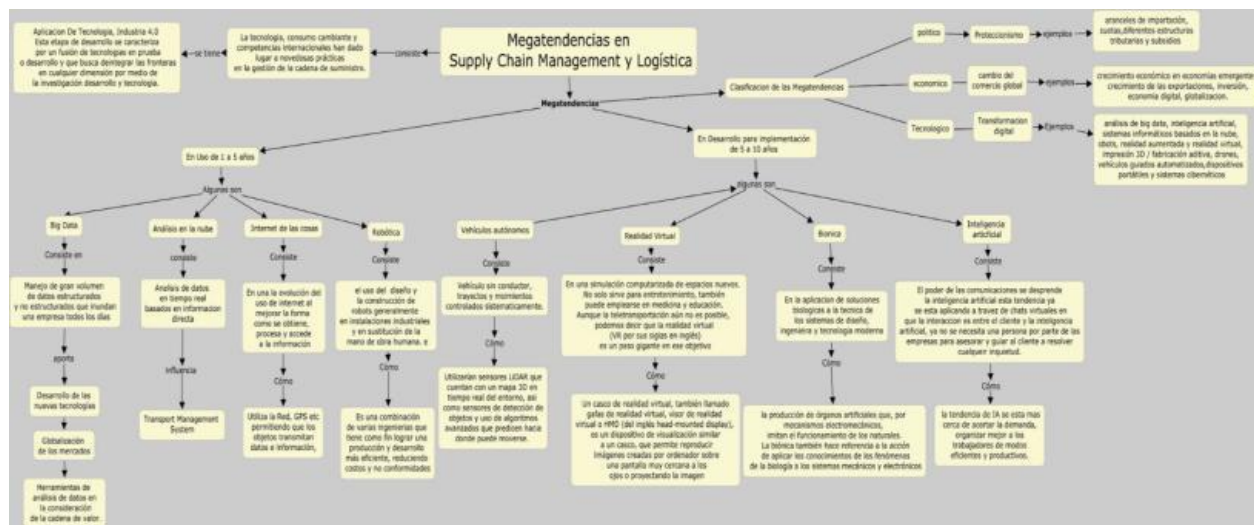 Megatendencias en
Supply Chain Management y Logística
consiste
La tecnología, consumo cambiante y
competencias internacionales han dado
lugar a novedosas prácticas
en la gestión de la cadena de suministro.
se tiene
Aplicacion De Tecnologia, Industria 4.0
Esta etapa de desarrollo se caracteriza
por un fusión de tecnologias en prueba
o desarrollo y que busca deintegrar las fronteras
en cualquier dimensión por medio de
la investigación desarrollo y tecnologia.
Megatendencias
Clasificacion de las Megatendencias
político
Proteccionismo
ejemplos
aranceles de importación,
cuotas,diferentes estructuras
tributarias y subsidios
economico
cambio del
comercio global
ejemplos
crecimiento económico en economías emergente
crecimiento de las exportaciones, inversión,
economía digital, globalizacion.
Tecnologico
Transformacion
digital
Ejemplos
análisis de big data, inteligencia artificial,
sistemas informáticos basados en la nube,
obots, realidad aumentada y realidad virtual,
impresión 3D / fabricación aditiva, drones,
vehículos guiados automatizados,dispositivos
portátiles y sistemas cibernéticos
En Uso de 1 a 5 años
Algunas son
Big Data
Consiste en
Manejo de gran volumen
de datos estructurados
y no estructurados que inundan
una empresa todos los días
aporta
Desarrollo de las
nuevas tecnologías
Globalización
de los mercados
Herramientas de
análisis de datos en
la consideración
de la cadena de valor.
Análisis en la nube
consiste
Analisis de datos
en tiempo real
basados en informacion
directa
influencia
Transport Management
System
Internet de las cosas
Consiste
En una la evolución del
uso de internet al
mejorar la forma
como se obtiene,
procesa y accede
a la información
Cómo
Utiliza la Red, GPS etc
permitiendo que los
objetos transmitan
datos e información,
Robótica
Consiste
el uso del diseño y
la construcción de
robots generalmente
en instalaciones industriales
y en sustitución de la
mano de obra humana. e
Cómo
Es una combinación
de varias ingenierias que
tiene como fin lograr una
producción y desarrollo
más eficiente, reduciendo
costos y no conformidades
En Desarrollo para implementación
de 5 a 10 años
algunas son
Vehículos autónomos
Consiste
Vehículo sin conductor,
trayectos y momientos
controlados sistematicamente.
Cómo
Utilizarían sensores LiDAR que
cuentan con un mapa 3D en
tiempo real del entorno, asi
como sensores de detección de
objetos y uso de algoritmos
avanzados que predicen hacia
donde puede moverse.
Realidad Virtual
Consiste
En una simulación computarizada de espacios nuevos.
No solo sirve para entretenimiento, también
puede emplearse en medicina y educación.
Aunque la teletransportación aún no es posible,
podemos decir que la realidad virtual
(VR por sus siglas en inglés)
es un paso gigante en ese objetivo
Cómo
Un casco de realidad virtual, también llamado
gafas de realidad virtual, visor de realidad
virtual o HMD (del inglés head-mounted display),
es un dispositivo de visualización similar
a un casco, que permite reproducir
imágenes creadas por ordenador sobre
una pantalla muy cercana a los
ojos o proyectando la imagen
Bionica
Consiste
En la aplicacion de soluciones
biologicas a la tecnica de
los sistemas de diseño,
ingenieria y tecnologia moderna
Cómo
la producción de órganos artificiales que, por
mecanismos electromecánicos,
imitan el funcionamiento de los naturales.
La biónica también hace referencia a la acción
de aplicar los conocimientos de los fenómenos
de la biología a los sistemas mecánicos y electrónicos
Inteligencia
artificial
Consiste
El poder de las comunicaciones se desprende
la inteligencia artificial esta tendencia ya
se esta aplicando a travez de chats virtuales en
que la interaccion es entre el cliente y la inteligencia
artificial, ya no se necesita una persona por parte de las
empresas para asesorar y guiar al cliente a resolver
cualquier inquietud.
Cómo
la tendencia de IA se esta mas
cerca de acortar la demanda,
organizar mejor a los
trabajadores de modos
eficientes y productivos.